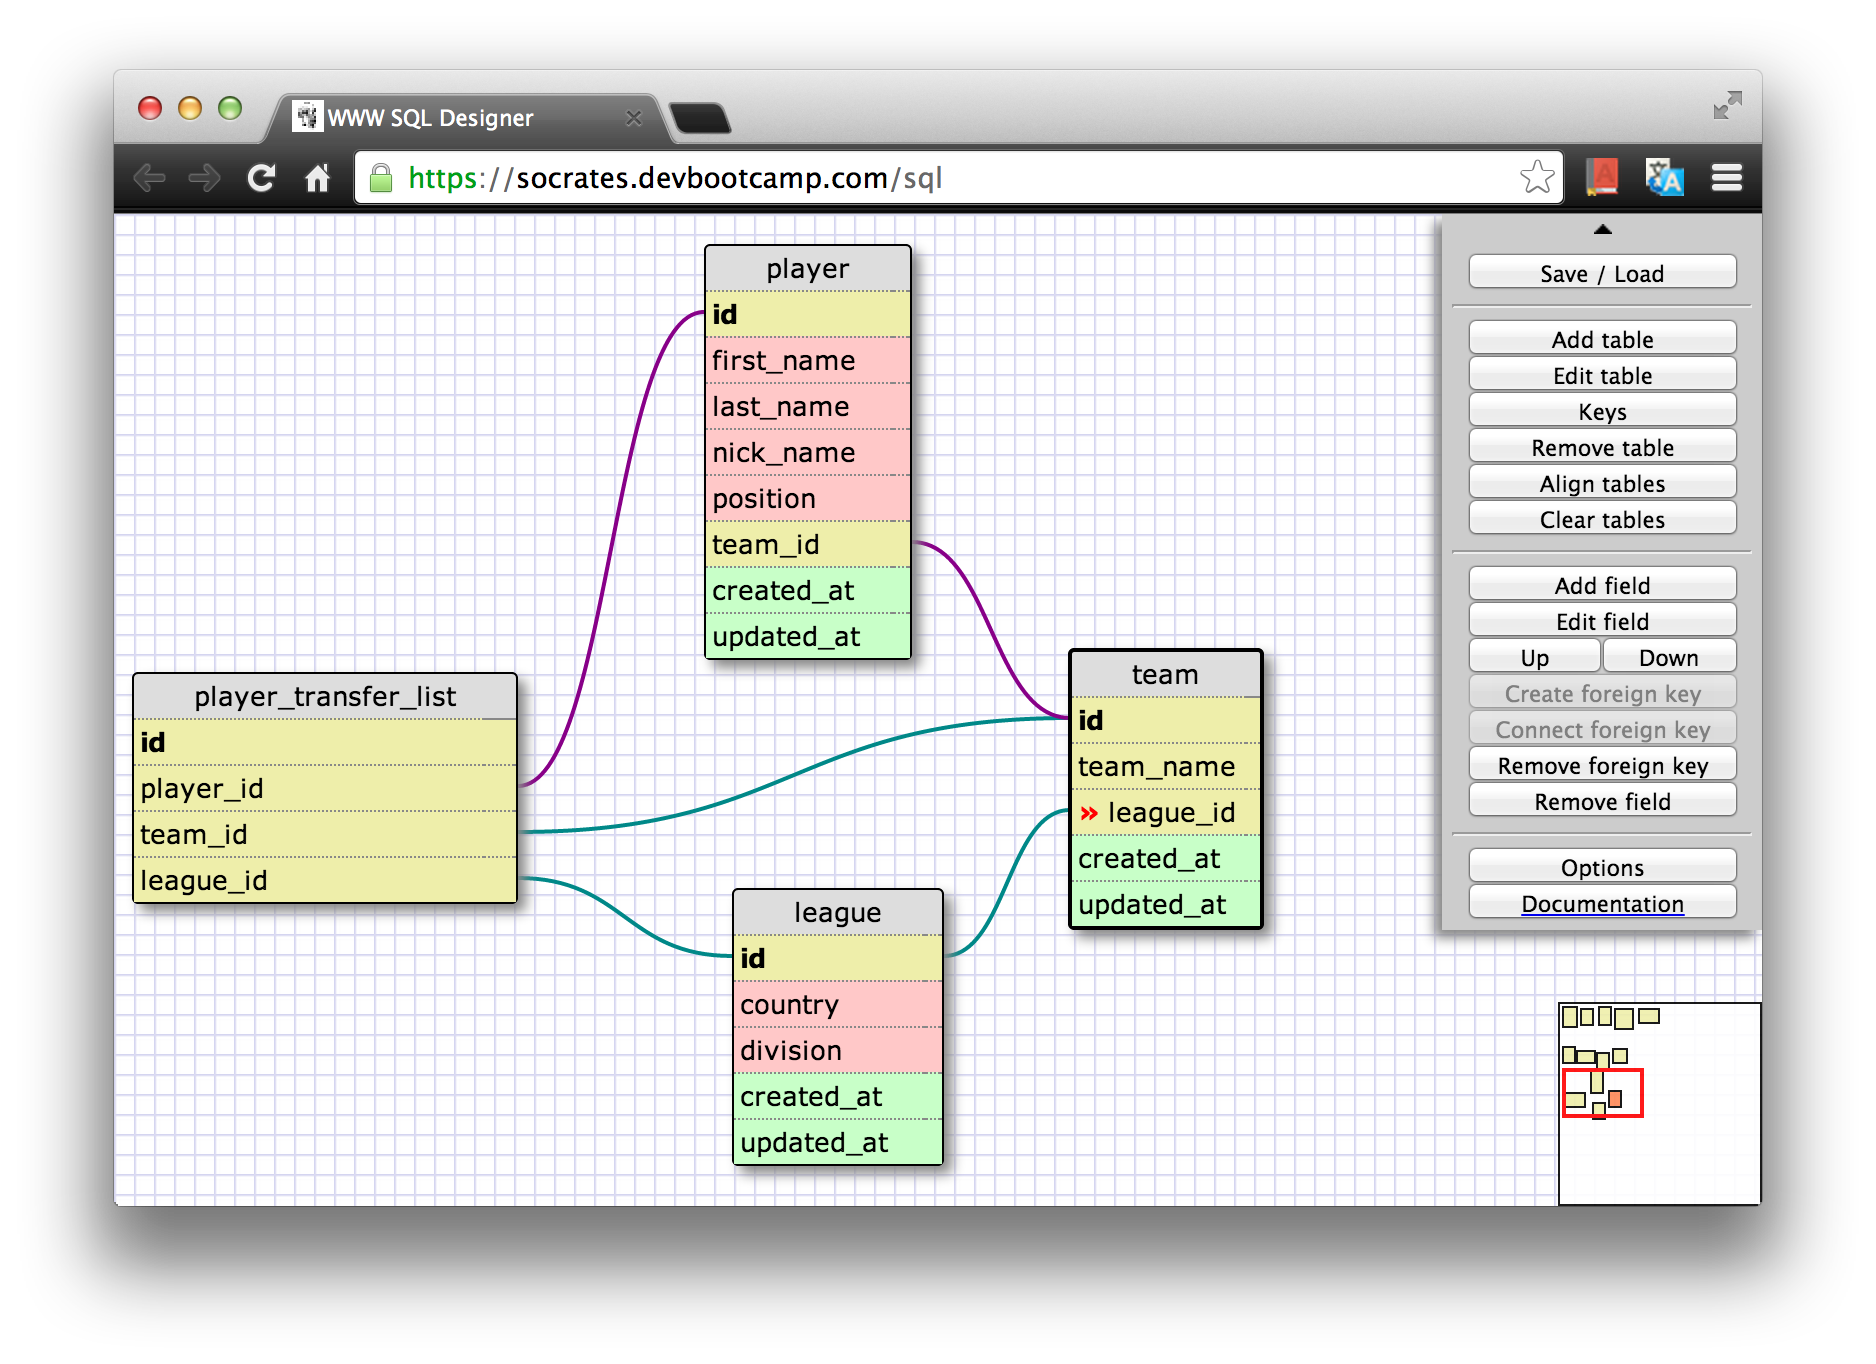 WWW SQL Designer
https://socrates.devbootcamp.com/sql
player
id
first_name
last_name
nick_name
position
team_id
created_at
updated_at
player_transfer_list
id
player_id
team_id
league_id
team
id
team_name
» league_id
created_at
updated_at
league
id
country
division
created_at
updated_at
Save / Load
Add table
Edit table
Keys
Remove table
Align tables
Clear tables
Add field
Edit field
Up Down
Create foreign key
Connect foreign key
Remove foreign key
Remove field
Options
Documentation